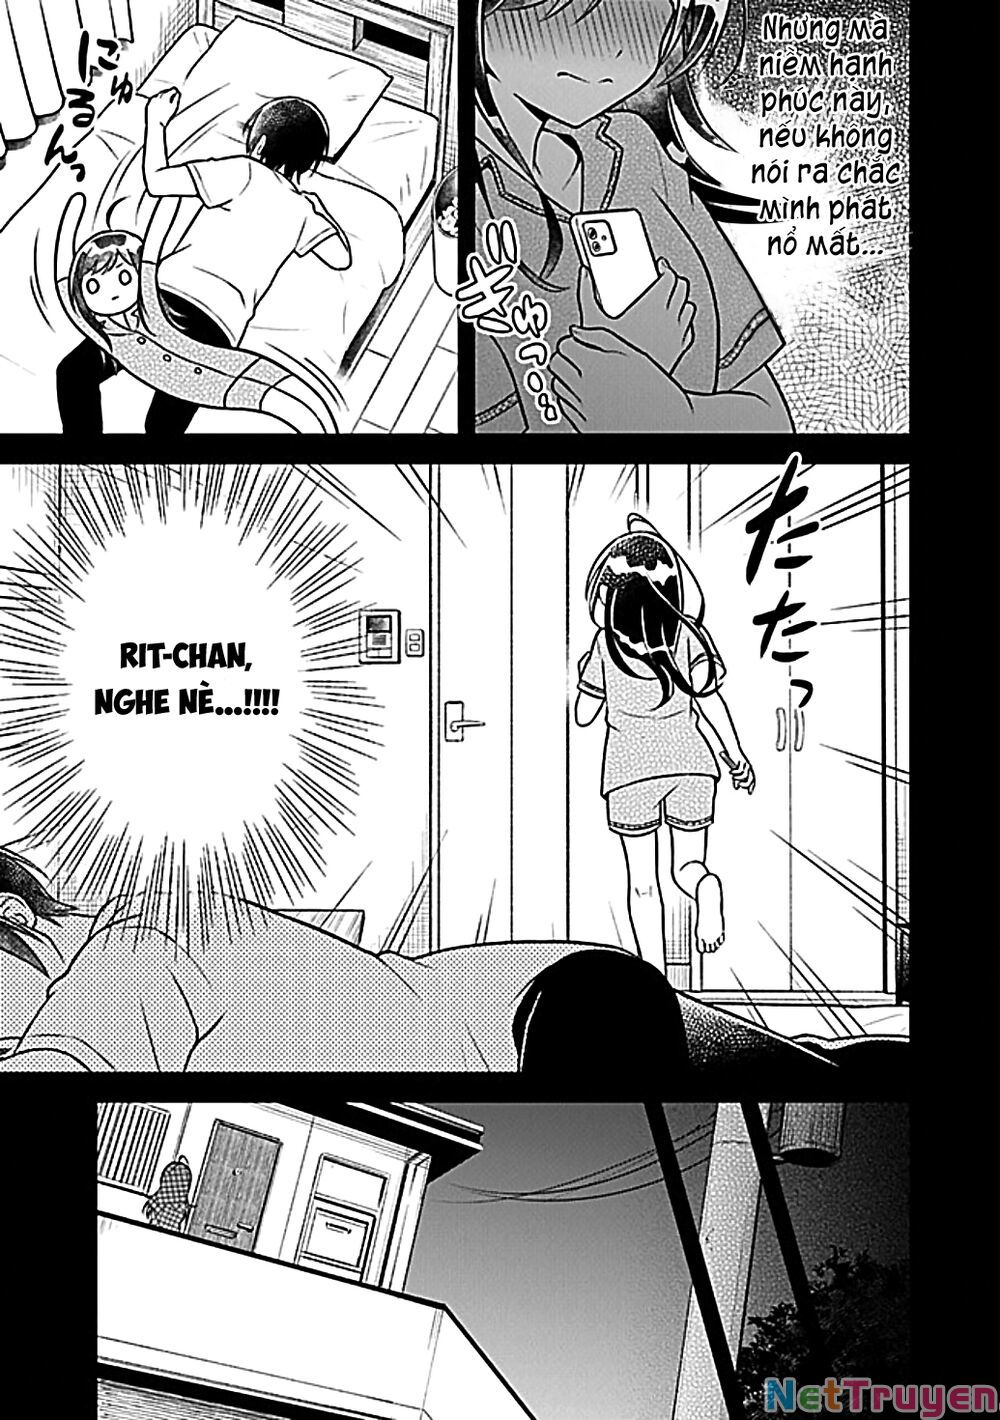 Nhưng mà
niềm hạnh
phúc này,
nếu không
nói ra chắc
mình phát
nổ mất...
ぎゅっ…
にゅ
るんっ
たたっ
RIT-CHAN,
NGHE NÈ...!!!!
NetTruyen